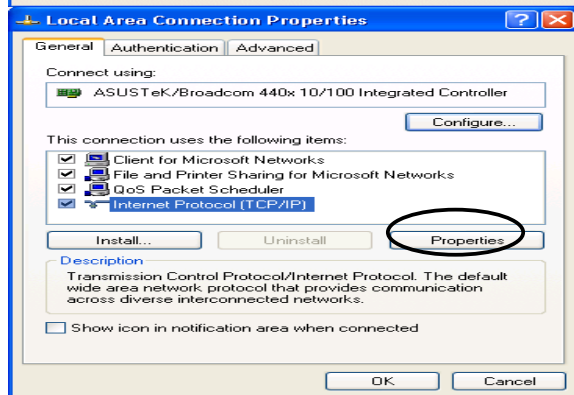 Local Area Connection Properties
General Authentication Advanced
Connect using:
ASUSTeK/Broadcom 440x 10/100 Integrated Controller
Configure...
This connection uses the following items:
Client for Microsoft Networks
File and Printer Sharing for Microsoft Networks
QoS Packet Scheduler
Internet Protocol (TCP/IP)
Install... Uninstall Properties
Description
Transmission Control Protocol/Internet Protocol. The default
wide area network protocol that provides communication
across diverse interconnected networks.
Show icon in notification area when connected
OK Cancel